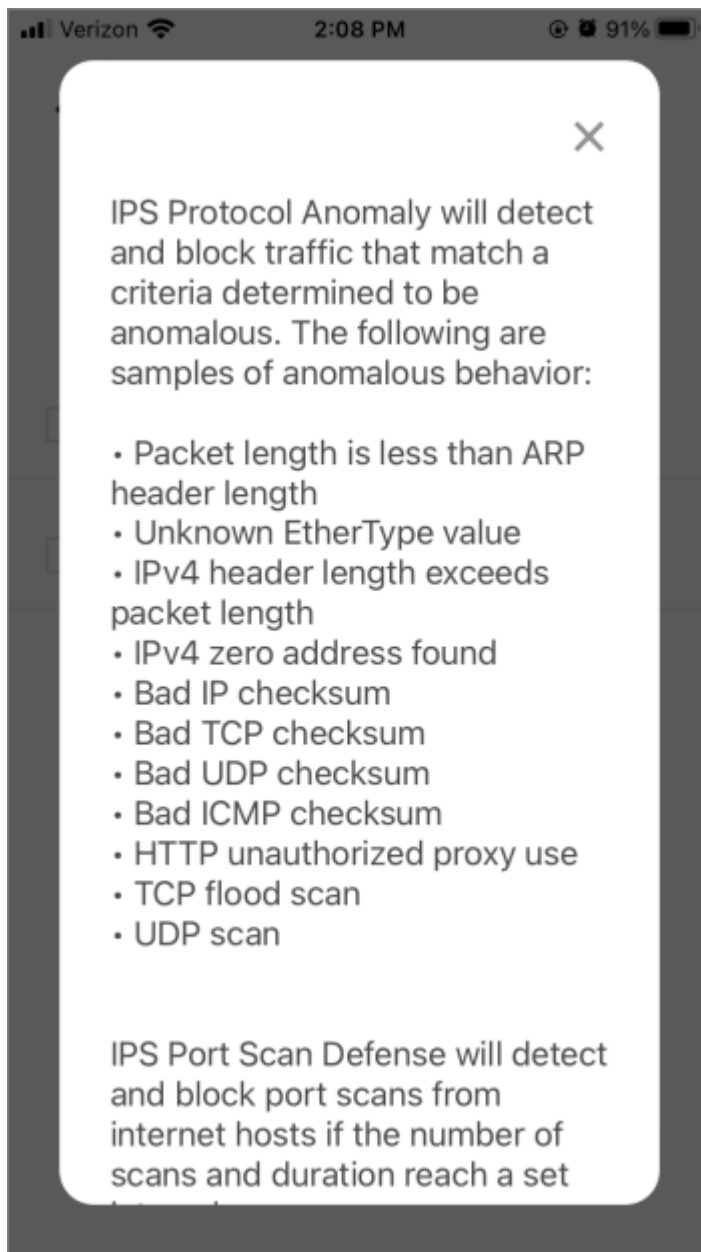 Verizon 2:08 PM 91%
IPS Protocol Anomaly will detect
and block traffic that match a
criteria determined to be
anomalous. The following are
samples of anomalous behavior:
• Packet length is less than ARP
header length
• Unknown EtherType value
• IPv4 header length exceeds
packet length
• IPv4 zero address found
• Bad IP checksum
• Bad TCP checksum
• Bad UDP checksum
• Bad ICMP checksum
• HTTP unauthorized proxy use
• TCP flood scan
• UDP scan
IPS Port Scan Defense will detect
and block port scans from
internet hosts if the number of
scans and duration reach a set